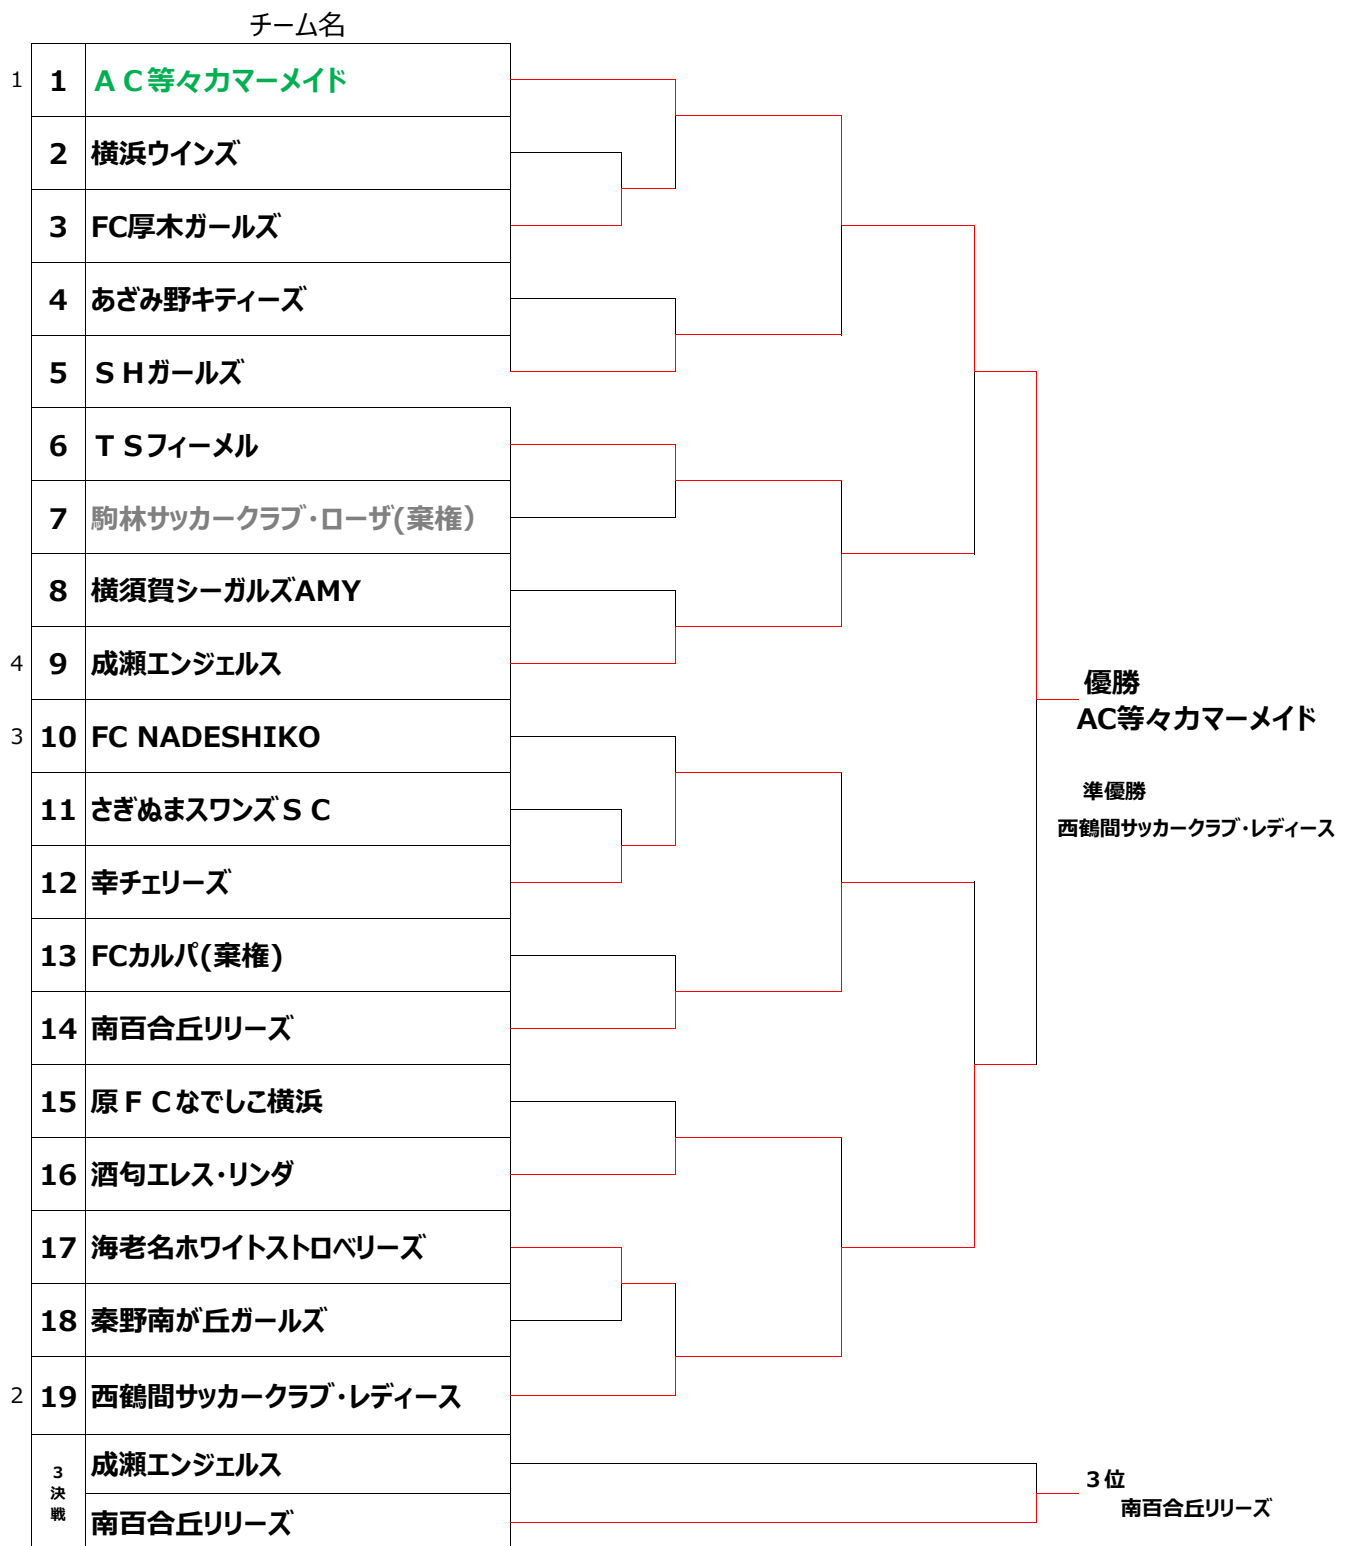 チーム名
1 1 ＡＣ等々力マーメイド
2 横浜ウインズ
3 FC厚木ガールズ
4 あざみ野キティーズ
5 ＳＨガールズ
6 ＴＳフィーメル
7 駒林サッカークラブ・ローザ(棄権）
8 横須賀シーガルズAMY
4 9 成瀬エンジェルス
3 10 FC NADESHIKO
11 さぎぬまスワンズＳＣ
12 幸チェリーズ
13 FCカルパ(棄権)
14 南百合丘リリーズ
15 原ＦＣなでしこ横浜
16 酒匂エレス・リンダ
17 海老名ホワイトストロベリーズ
18 秦野南が丘ガールズ
2 19 西鶴間サッカークラブ・レディース
優勝
AC等々力マーメイド
準優勝
西鶴間サッカークラブ・レディース
3決戦
成瀬エンジェルス
南百合丘リリーズ
３位
南百合丘リリーズ